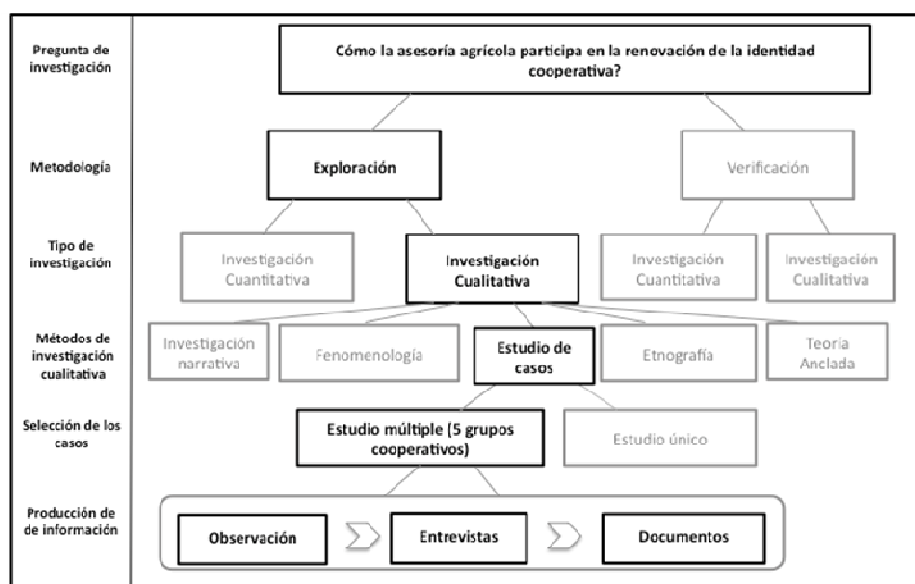 Pregunta de
investigación
Cómo la asesoría agrícola participa en la renovación de la identidad
cooperativa?
Metodología
Exploración
Verificación
Tipo de
investigación
Investigación
Cuantitativa
Investigación
Cualitativa
Investigación
Cuantitativa
Investigación
Cualitativa
Métodos de
investigación
cualitativa
Investigación
narrativa
Fenomenología
Estudio de
casos
Etnografía
Teoría
Anclada
Selección de los
casos
Estudio múltiple (5 grupos
cooperativos)
Estudio único
Producción de
de información
Observación
Entrevistas
Documentos